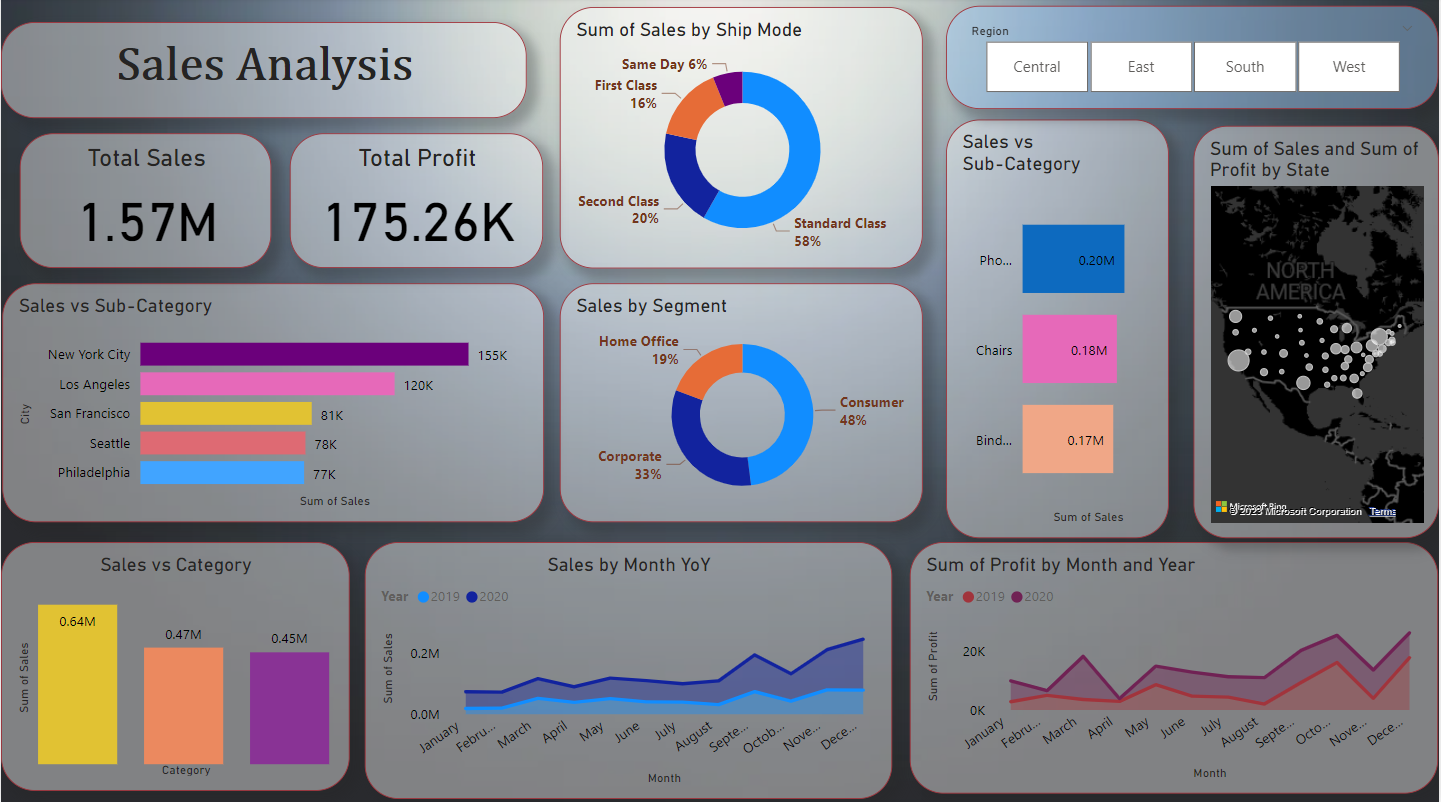 Sales Analysis
Total Sales
1.57M
Total Profit
175.26K
Sum of Sales by Ship Mode
Same Day 6%
First Class
16%
Second Class
20%
Standard Class
58%
Region
Central
East
South
West
Sales vs Sub-Category
City
New York City
155K
Los Angeles
120K
San Francisco
81K
Seattle
78K
Philadelphia
77K
Sum of Sales
Sales by Segment
Home Office
19%
Consumer
48%
Corporate
33%
Sales vs
Sub-Category
Pho...
0.20M
Chairs
0.18M
Bind...
0.17M
Sum of Sales
Sum of Sales and Sum of
Profit by State
NORTH
AMERICA
Microsoft Bing
© 2023 Microsoft Corporation Terms
Sales vs Category
Sum of Sales
0.64M
0.47M
0.45M
Category
Sales by Month YoY
Year 2019 2020
Sum of Sales
0.2M
0.0M
January
Febru...
March
April
May
June
July
August
Septe...
Octob...
Nove...
Dece...
Month
Sum of Profit by Month and Year
Year 2019 2020
Sum of Profit
20K
0K
January
Febru...
March
April
May
June
July
August
Septe...
Octo...
Nove...
Dece...
Month